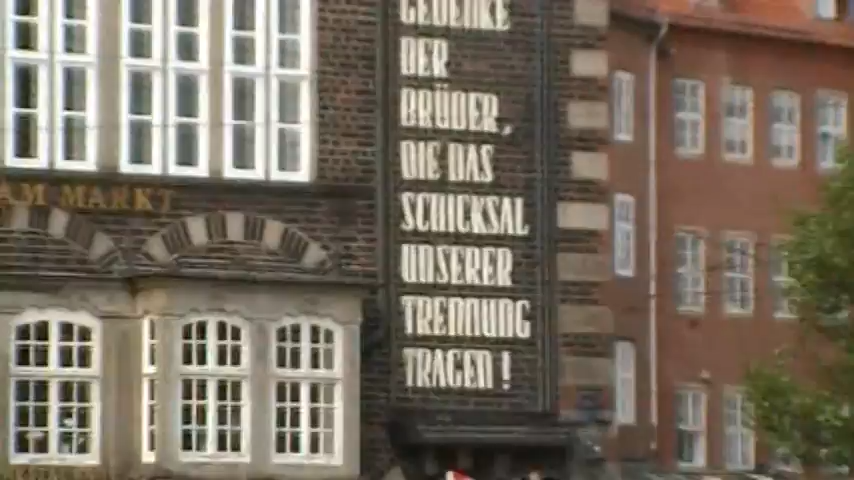 GEDENKE
DER
BRÜDER,
DIE DAS
SCHICKSAL
UNSERER
TRENNUNG
TRAGEN!
AM MARKT